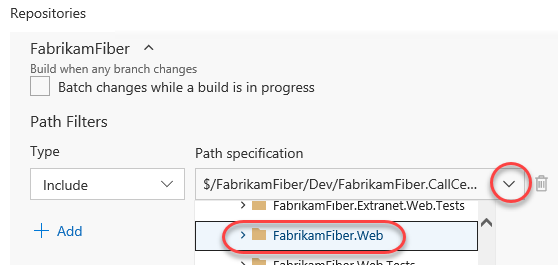 Repositories
FabrikamFiber
Build when any branch changes
Batch changes while a build is in progress
Path Filters
Type
Path specification
Include
$/FabrikamFiber/Dev/FabrikamFiber.CallCe...
FabrikamFiber.Extranet.Web.Tests
+ Add
FabrikamFiber.Web
FabrikamFiber.Web.Tests